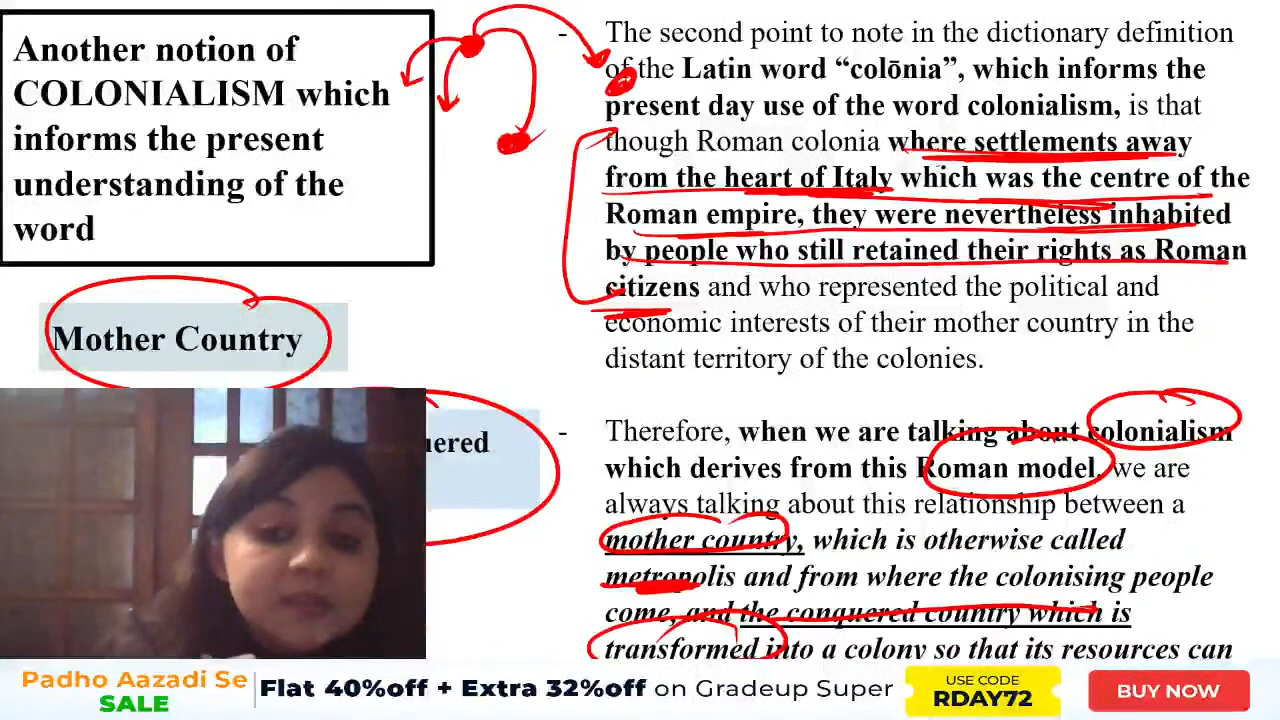 Another notion of
COLONIALISM which
informs the present
understanding of the
word
Mother Country
- The second point to note in the dictionary definition
of the Latin word “colōnia”, which informs the
present day use of the word colonialism, is that
though Roman colonia where settlements away
from the heart of Italy which was the centre of the
Roman empire, they were nevertheless inhabited
by people who still retained their rights as Roman
citizens and who represented the political and
economic interests of their mother country in the
distant territory of the colonies.
- Therefore, when we are talking about colonialism
which derives from this Roman model, we are
always talking about this relationship between a
mother country, which is otherwise called
metropolis and from where the colonising people
come, and the conquered country which is
transformed into a colony so that its resources can
Padho Aazadi Se
SALE
Flat 40%off + Extra 32%off on Gradeup Super
USE CODE
RDAY72
BUY NOW